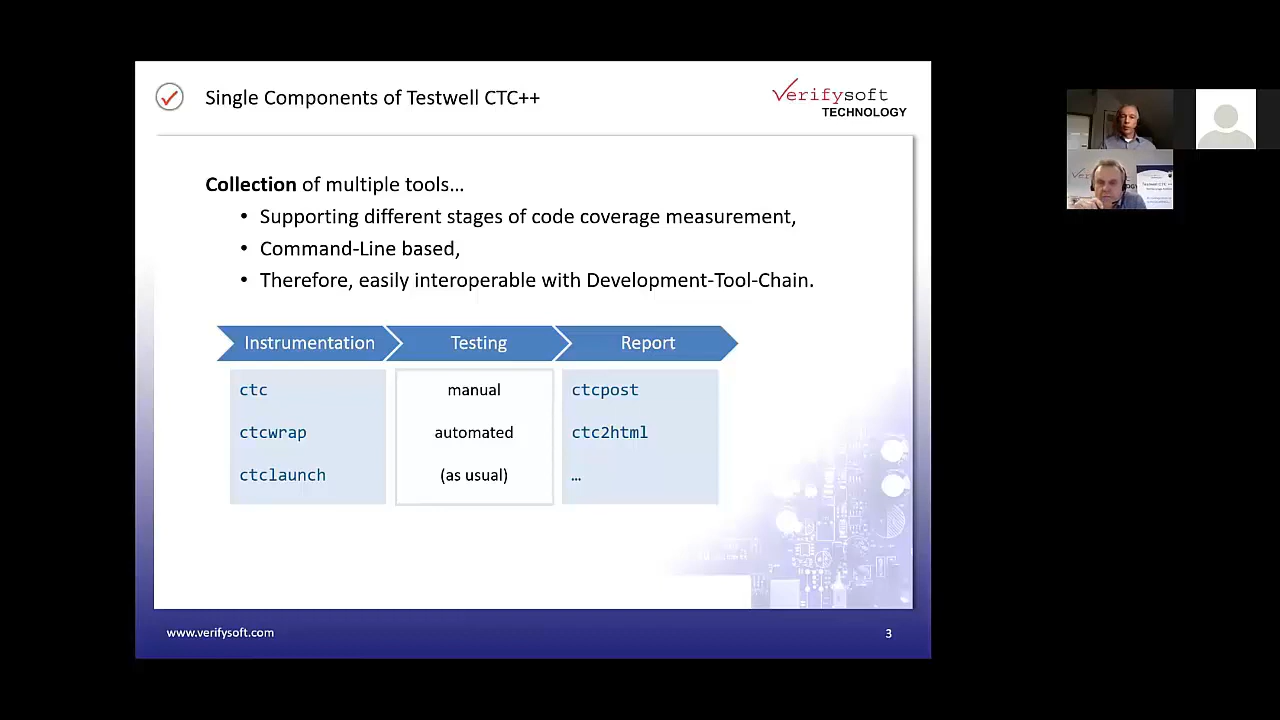 Single Components of Testwell CTC++
Verifysoft
TECHNOLOGY
Collection of multiple tools...
• Supporting different stages of code coverage measurement,
• Command-Line based,
• Therefore, easily interoperable with Development-Tool-Chain.
Instrumentation Testing Report
ctc manual ctcpost
ctcwrap automated ctc2html
ctclaunch (as usual) …
www.verifysoft.com 3